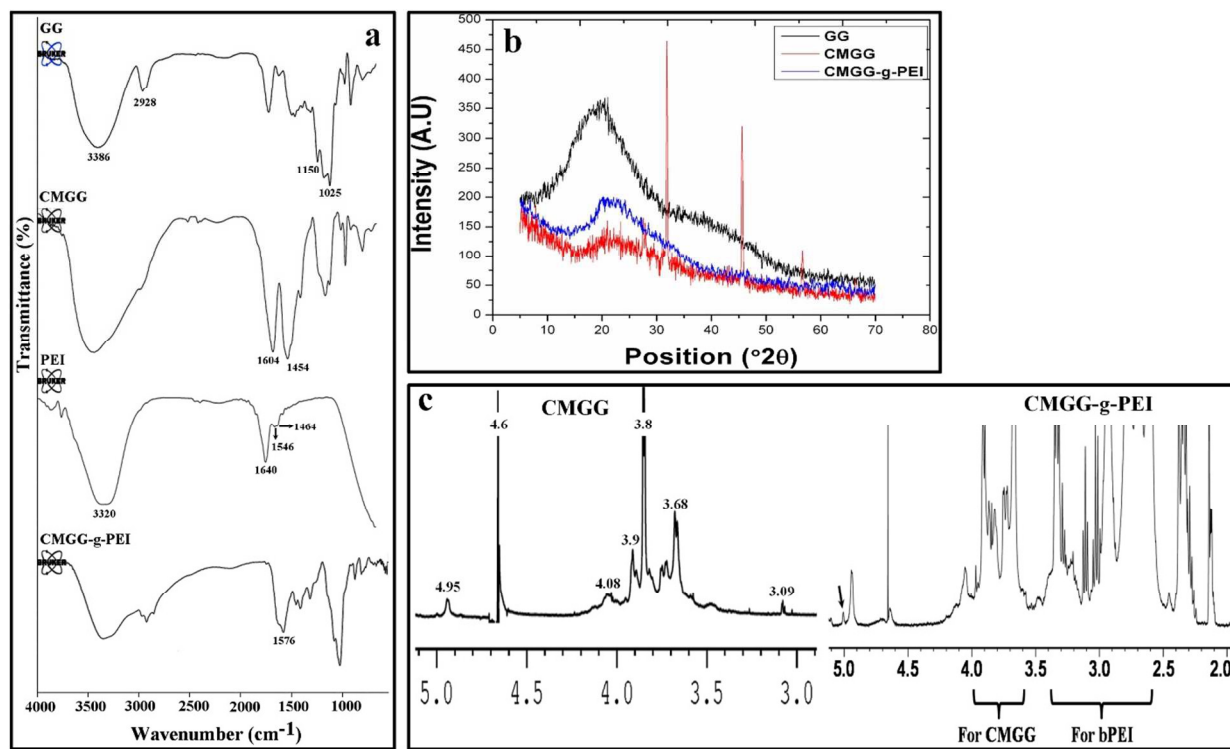 a
GG
BRUKER
2928
3386
1150
1025
CMGG
BRUKER
1604
1454
PEI
BRUKER
1464
1546
1640
3320
CMGG-g-PEI
BRUKER
1576
Transmittance (%)
4000 3000 2000 1500 1000
Wavenumber (cm-1)
b
GG
CMGG
CMGG-g-PEI
500
450
400
350
300
250
200
150
100
50
0
Intensity (A.U)
0 10 20 30 40 50 60 70 80
Position (°2θ)
c
CMGG
4.6
3.8
3.9
3.68
4.95
4.08
3.09
5.0 4.5 4.0 3.5 3.0
CMGG-g-PEI
5.0 4.5 4.0 3.5 3.0 2.5 2.0
For CMGG
For bPEI